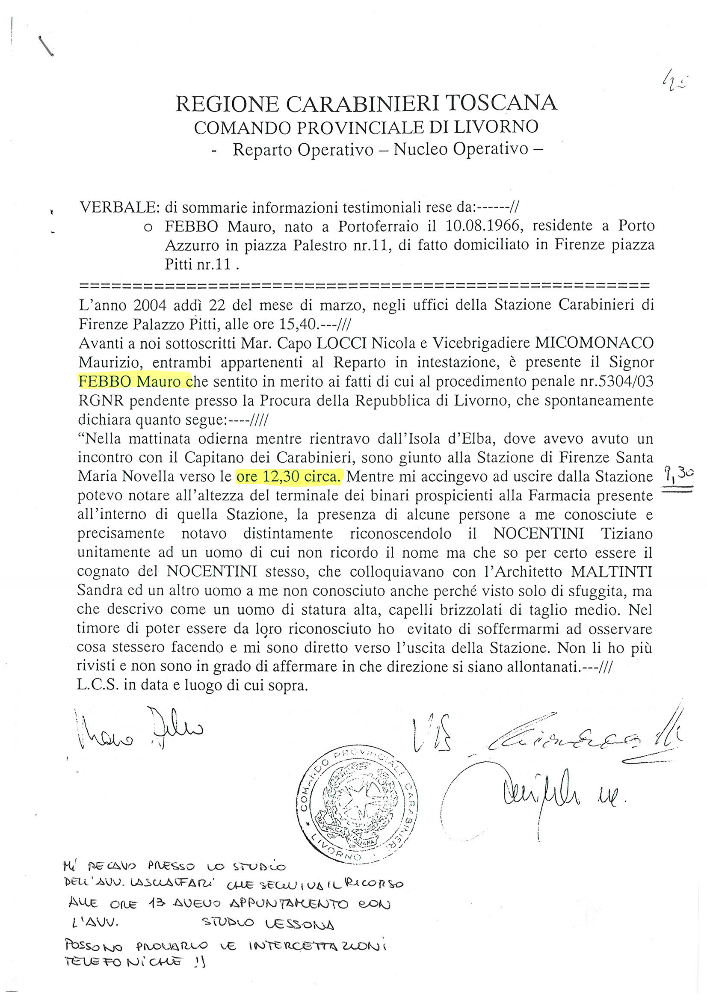 45
REGIONE CARABINIERI TOSCANA
COMANDO PROVINCIALE DI LIVORNO
- Reparto Operativo – Nucleo Operativo –
VERBALE: di sommarie informazioni testimoniali rese da:------//
o FEBBO Mauro, nato a Portoferraio il 10.08.1966, residente a Porto
Azzurro in piazza Palestro nr.11, di fatto domiciliato in Firenze piazza
Pitti nr.11 .
======================================================
L’anno 2004 addì 22 del mese di marzo, negli uffici della Stazione Carabinieri di
Firenze Palazzo Pitti, alle ore 15,40.---///
Avanti a noi sottoscritti Mar. Capo LOCCI Nicola e Vicebrigadiere MICOMONACO
Maurizio, entrambi appartenenti al Reparto in intestazione, è presente il Signor
FEBBO Mauro che sentito in merito ai fatti di cui al procedimento penale nr.5304/03
RGNR pendente presso la Procura della Repubblica di Livorno, che spontaneamente
dichiara quanto segue:----////
“Nella mattinata odierna mentre rientravo dall’Isola d’Elba, dove avevo avuto un
incontro con il Capitano dei Carabinieri, sono giunto alla Stazione di Firenze Santa
Maria Novella verso le ore 12,30 circa. Mentre mi accingevo ad uscire dalla Stazione 9,30
potevo notare all’altezza del terminale dei binari prospicienti alla Farmacia presente
all’interno di quella Stazione, la presenza di alcune persone a me conosciute e
precisamente notavo distintamente riconoscendolo il NOCENTINI Tiziano
unitamente ad un uomo di cui non ricordo il nome ma che so per certo essere il
cognato del NOCENTINI stesso, che colloquiavano con l’Architetto MALTINTI
Sandra ed un altro uomo a me non conosciuto anche perché visto solo di sfuggita, ma
che descrivo come un uomo di statura alta, capelli brizzolati di taglio medio. Nel
timore di poter essere da loro riconosciuto ho evitato di soffermarmi ad osservare
cosa stessero facendo e mi sono diretto verso l’uscita della Stazione. Non li ho più
rivisti e non sono in grado di affermare in che direzione si siano allontanati.---///
L.C.S. in data e luogo di cui sopra.
Mauro Febbo
COMANDO PROVINCIALE CARABINIERI
LIVORNO
REPUBBLICA ITALIANA
MI RECAVO PRESSO LO STUDIO
DELL'AVV. LASCIALFARI CHE SEGUIVA IL RICORSO
ALLE ORE 13 AVEVO APPUNTAMENTO CON
L'AVV. STUDIO LESSONA
POSSONO PROVARLO LE INTERCETTAZIONI
TELEFONICHE !!